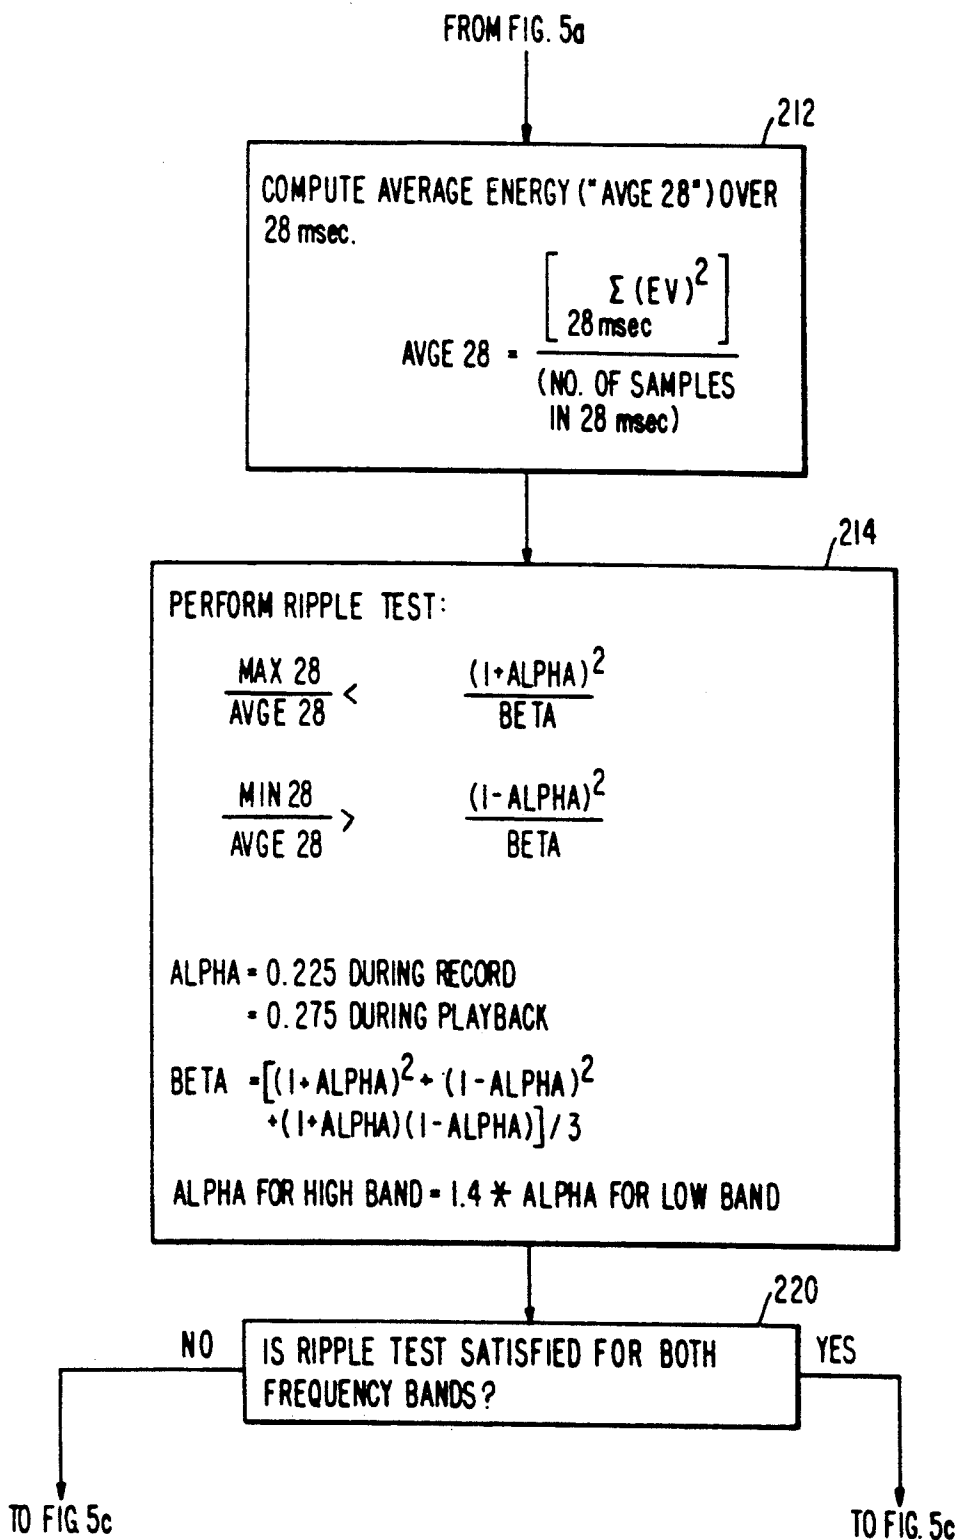 FROM FIG. 5a
212
COMPUTE AVERAGE ENERGY ("AVGE 28") OVER
28 msec.
AVGE 28 = [Σ (EV)²
28 msec]
(NO. OF SAMPLES
IN 28 msec)
214
PERFORM RIPPLE TEST:
MAX 28 / AVGE 28 < (1+ALPHA)² / BETA
MIN 28 / AVGE 28 > (1-ALPHA)² / BETA
ALPHA = 0.225 DURING RECORD
= 0.275 DURING PLAYBACK
BETA = [(1+ALPHA)² + (1-ALPHA)²
+(1+ALPHA)(1-ALPHA)] / 3
ALPHA FOR HIGH BAND = 1.4 * ALPHA FOR LOW BAND
220
NO
IS RIPPLE TEST SATISFIED FOR BOTH
FREQUENCY BANDS?
YES
TO FIG. 5c
TO FIG. 5c